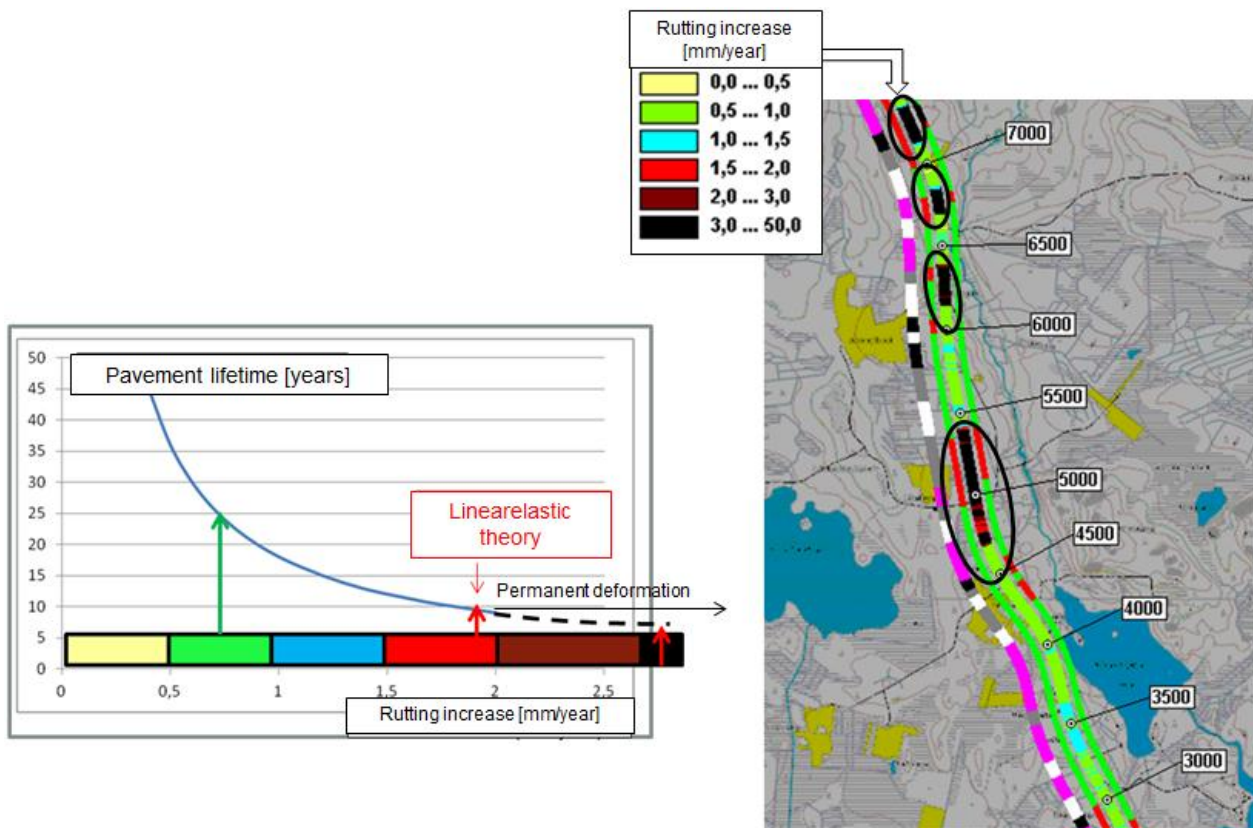 Rutting increase
[mm/year]
0,0 ... 0,5
0,5 ... 1,0
1,0 ... 1,5
1,5 ... 2,0
2,0 ... 3,0
3,0 ... 50,0
7000
6500
6000
5500
5000
4500
4000
3500
3000
Pavement lifetime [years]
50
45
40
35
30
25
20
15
10
5
0
Linearelastic
theory
Permanent deformation
0
0,5
1
1,5
2
2,5
Rutting increase [mm/year]